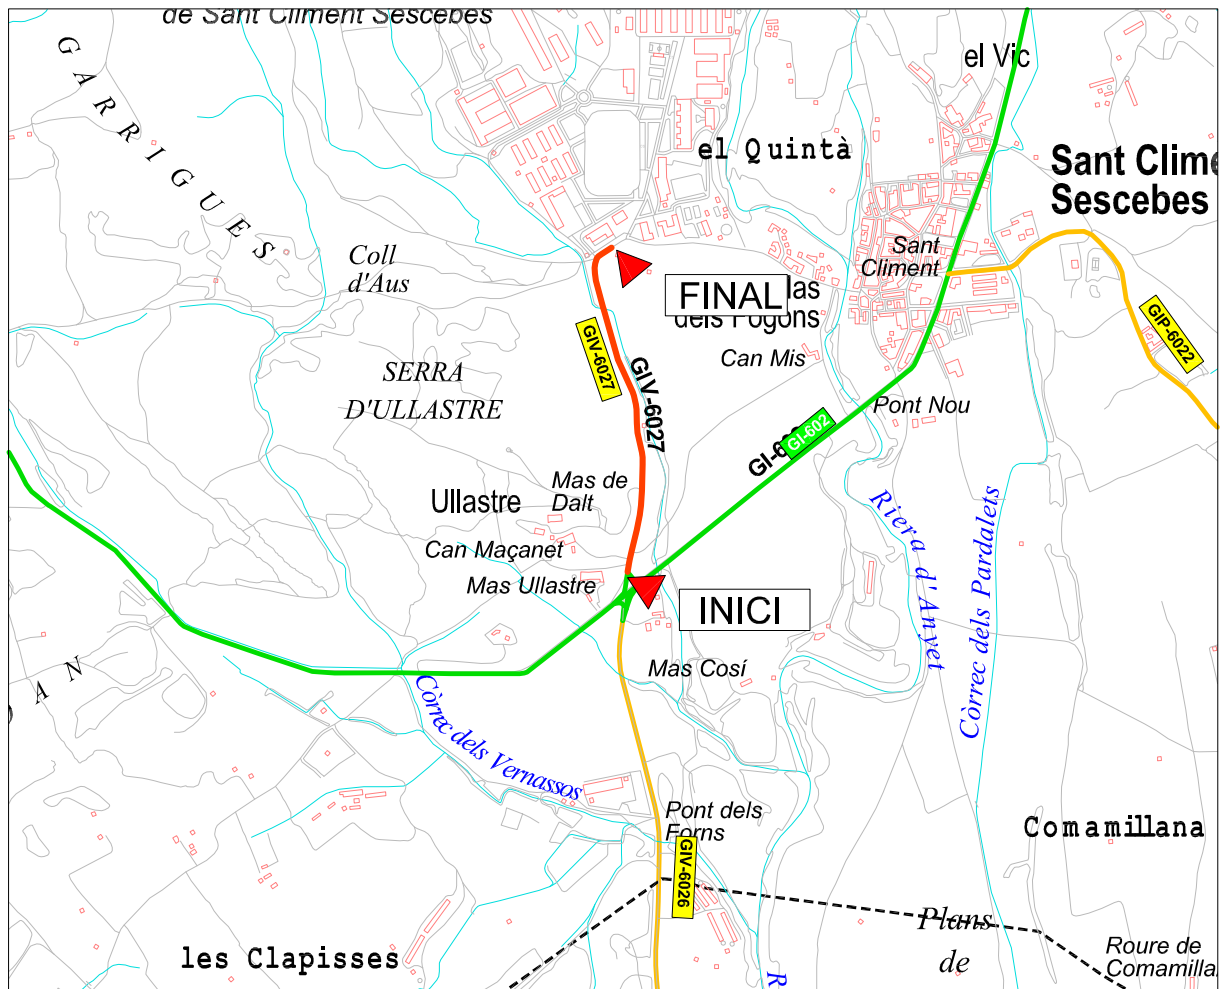 de Sant Climent Sescebes
GARRIGUES
el Vic
el Quintà
Sant Clime
Sescebes
Sant
Climent
Coll
d'Aus
FINAL
las
dels Fogons
GIV-6027
GIV-6027
Can Mis
GIP-6022
SERRA
D'ULLASTRE
Pont Nou
GI-602
Mas de
Dalt
Ullastre
Riera d'Anyet
Còrrec dels Pardalets
Can Maçanet
Mas Ullastre
INICI
Mas Cosí
AN
Còrrec dels Vernassos
Pont dels
Forns
GIV-6026
Comamillana
Plans
de
les Clapisses
Roure de
Comamilla
R